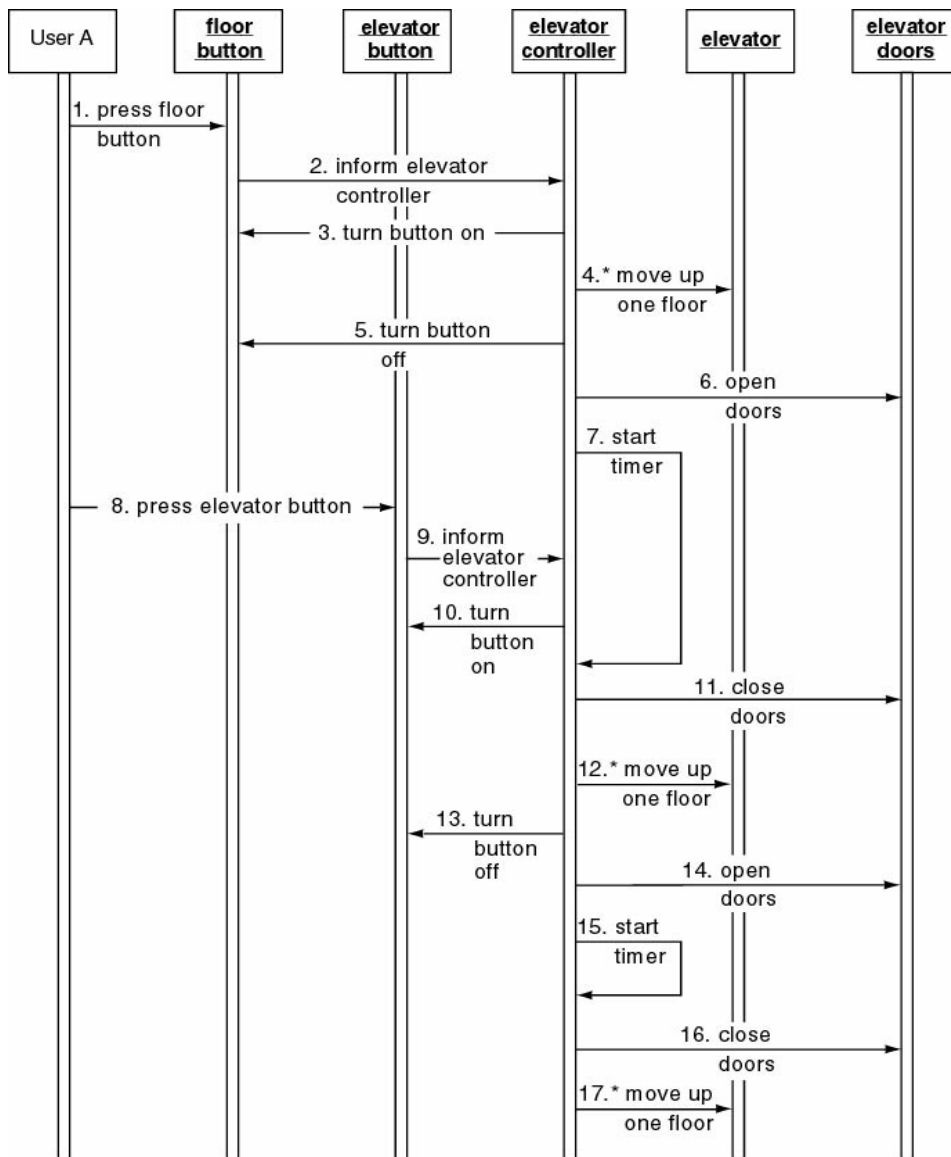 User A
floor
button
elevator
button
elevator
controller
elevator
elevator
doors
1. press floor
button
2. inform elevator
controller
3. turn button on
4.* move up
one floor
5. turn button
off
6. open
doors
7. start
timer
8. press elevator button
9. inform
elevator
controller
10. turn
button
on
11. close
doors
12.* move up
one floor
13. turn
button
off
14. open
doors
15. start
timer
16. close
doors
17.* move up
one floor